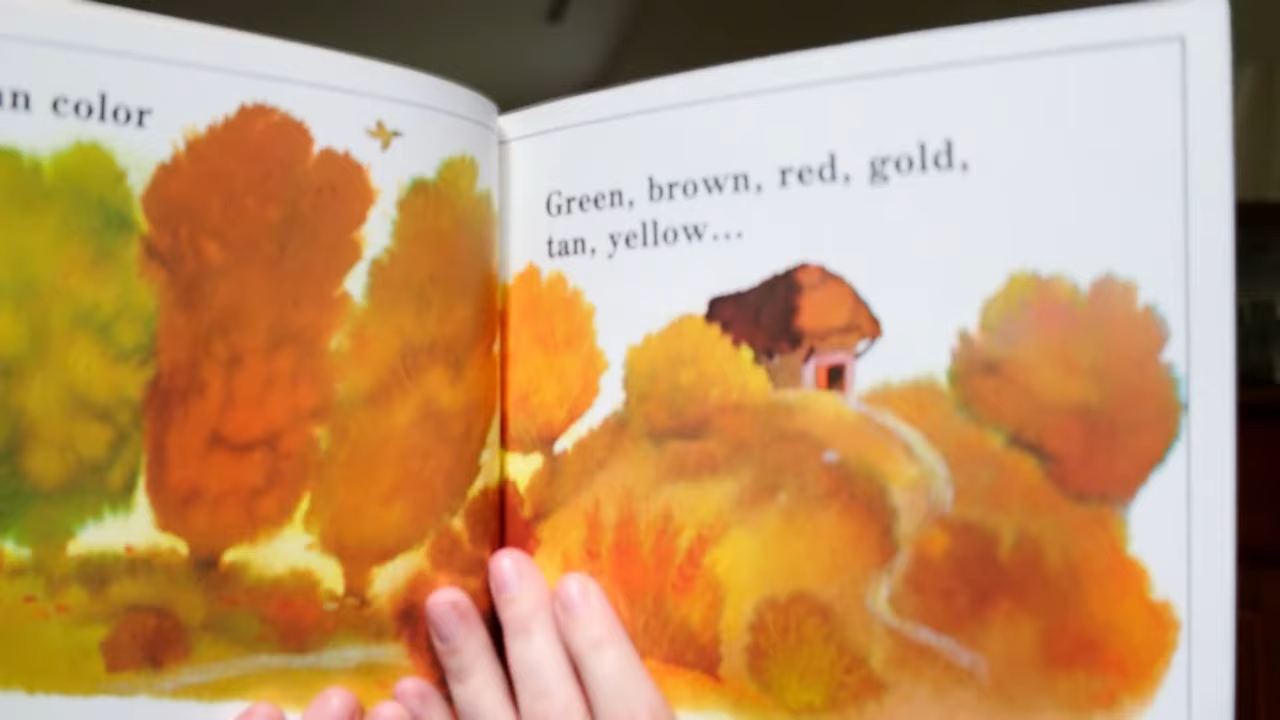 color
Green, brown, red, gold,
tan, yellow...